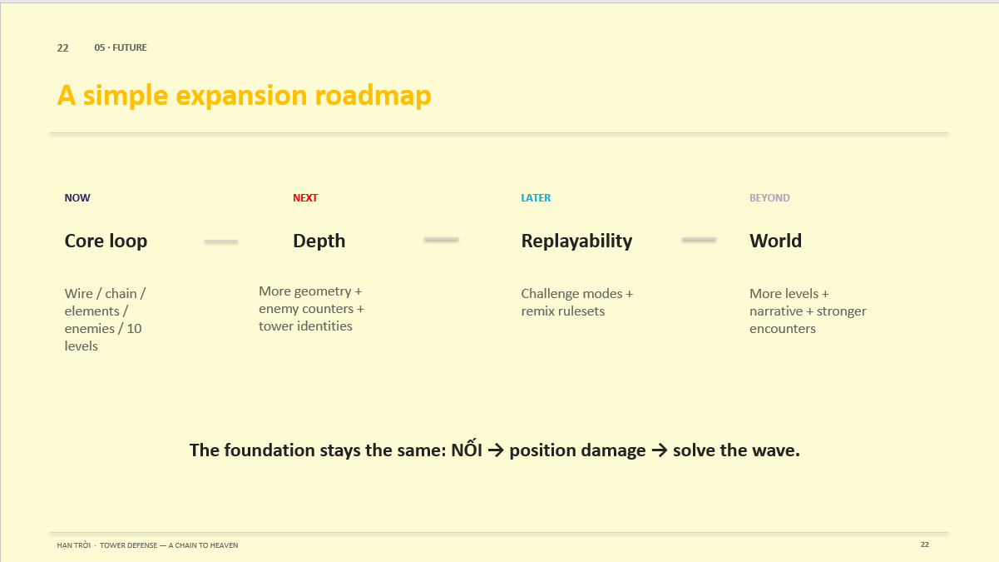 22 05 · FUTURE
A simple expansion roadmap
NOW
Core loop
Wire / chain /
elements /
enemies / 10
levels
NEXT
Depth
More geometry +
enemy counters +
tower identities
LATER
Replayability
Challenge modes +
remix rulesets
BEYOND
World
More levels +
narrative + stronger
encounters
The foundation stays the same: NỐI → position damage → solve the wave.
HẠN TRỜI · TOWER DEFENSE — A CHAIN TO HEAVEN
22